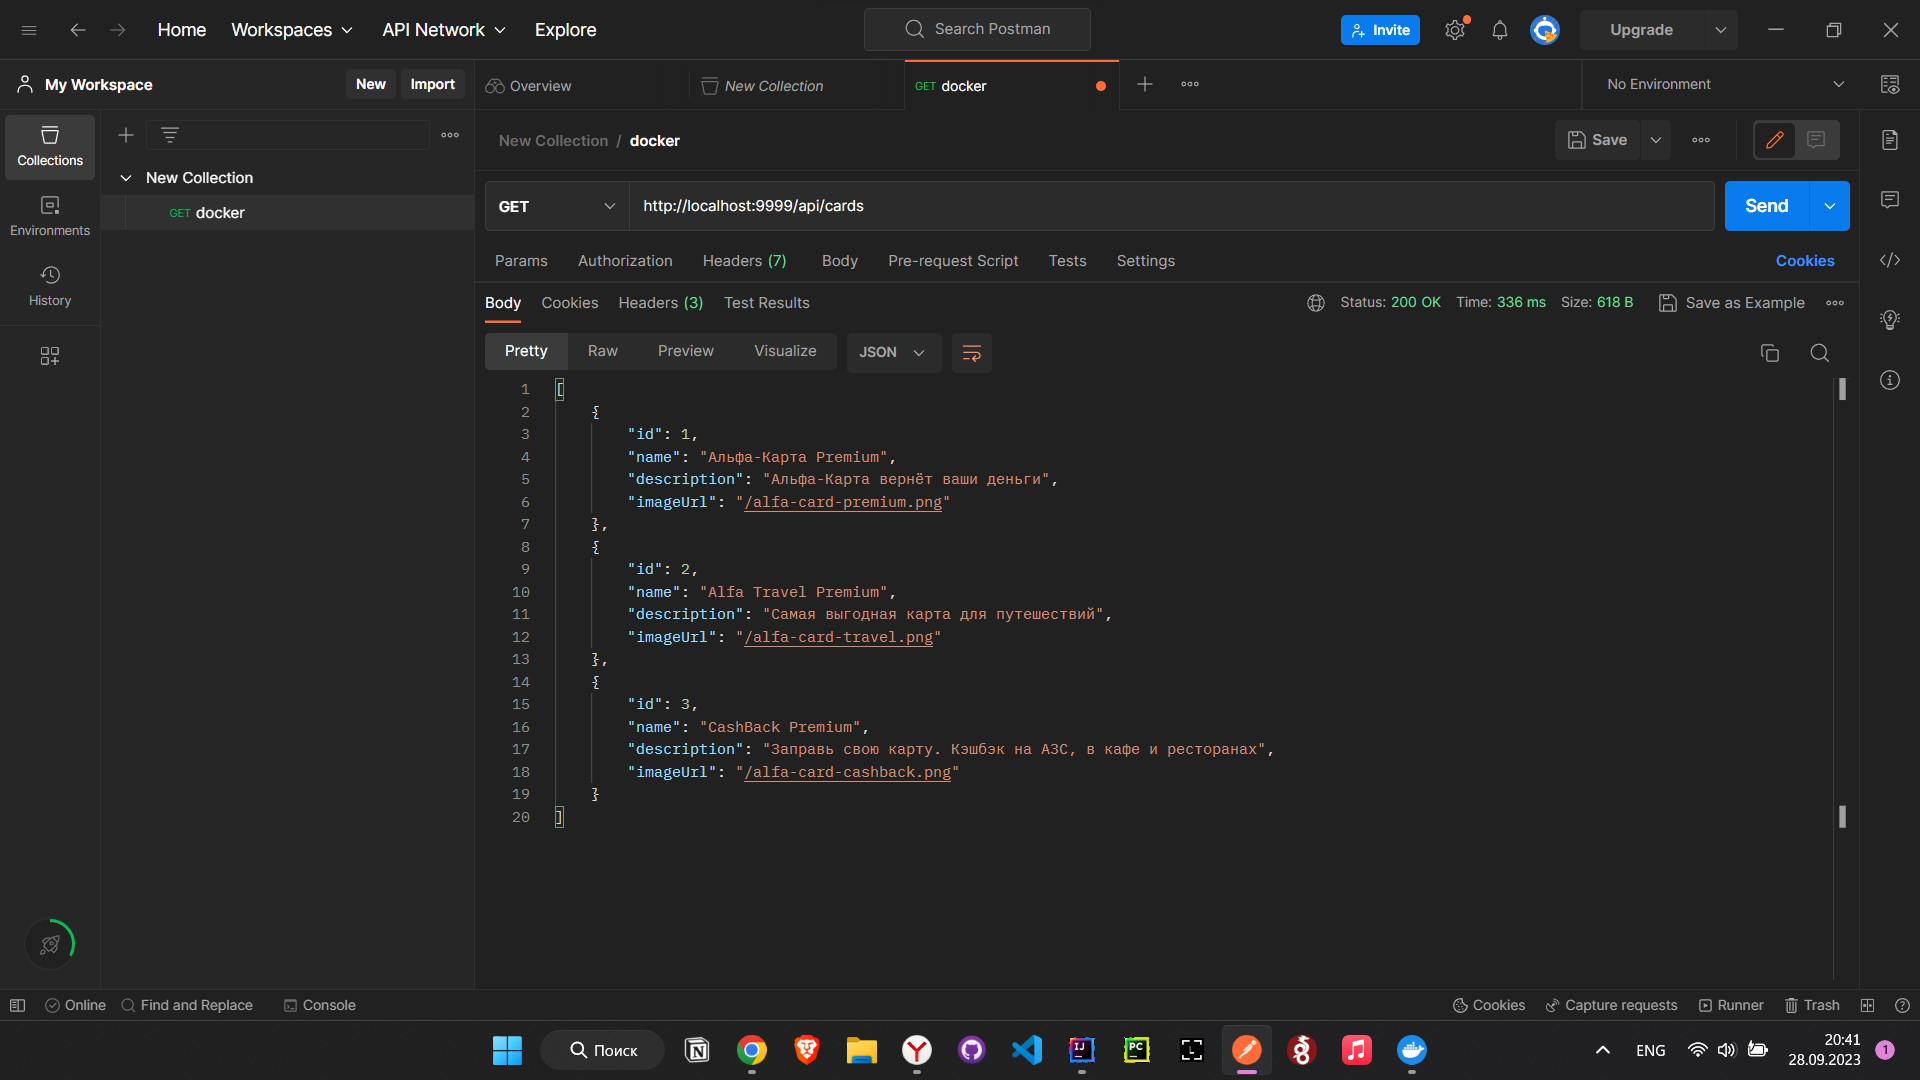 Home Workspaces API Network Explore Search Postman Invite Upgrade
My Workspace New Import Overview New Collection GET docker No Environment
Collections
Environments
History
New Collection
GET docker
New Collection / docker Save
GET http://localhost:9999/api/cards Send
Params Authorization Headers (7) Body Pre-request Script Tests Settings Cookies
Body Cookies Headers (3) Test Results Status: 200 OK Time: 336 ms Size: 618 B Save as Example
Pretty Raw Preview Visualize JSON
1 [
2 {
3 "id": 1,
4 "name": "Альфа-Карта Premium",
5 "description": "Альфа-Карта вернёт ваши деньги",
6 "imageUrl": "/alfa-card-premium.png"
7 },
8 {
9 "id": 2,
10 "name": "Alfa Travel Premium",
11 "description": "Самая выгодная карта для путешествий",
12 "imageUrl": "/alfa-card-travel.png"
13 },
14 {
15 "id": 3,
16 "name": "CashBack Premium",
17 "description": "Заправь свою карту. Кэшбэк на АЗС, в кафе и ресторанах",
18 "imageUrl": "/alfa-card-cashback.png"
19 }
20 ]
Online Find and Replace Console Cookies Capture requests Runner Trash
Поиск IJ PC ENG 20:41
28.09.2023 1